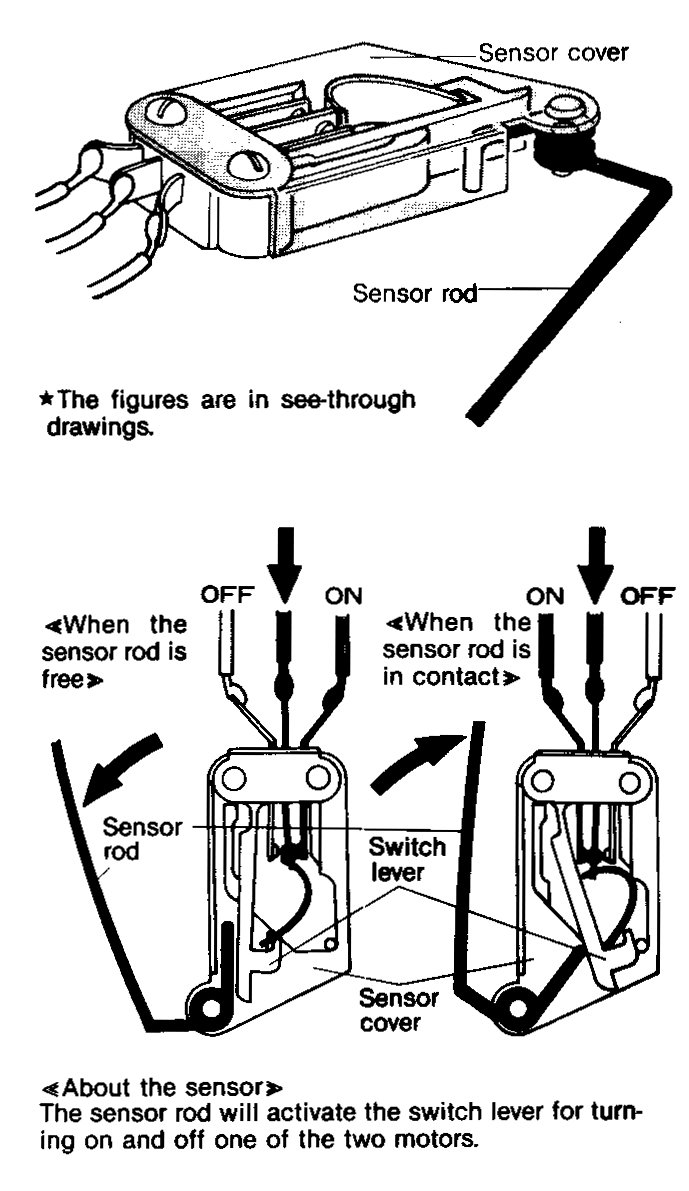 Sensor cover
Sensor rod
★The figures are in see-through
drawings.
OFF
ON
≪When the
sensor rod is
free≫
ON
OFF
≪When the
sensor rod is
in contact≫
Sensor
rod
Switch
lever
Sensor
cover
≪About the sensor≫
The sensor rod will activate the switch lever for turn-
ing on and off one of the two motors.